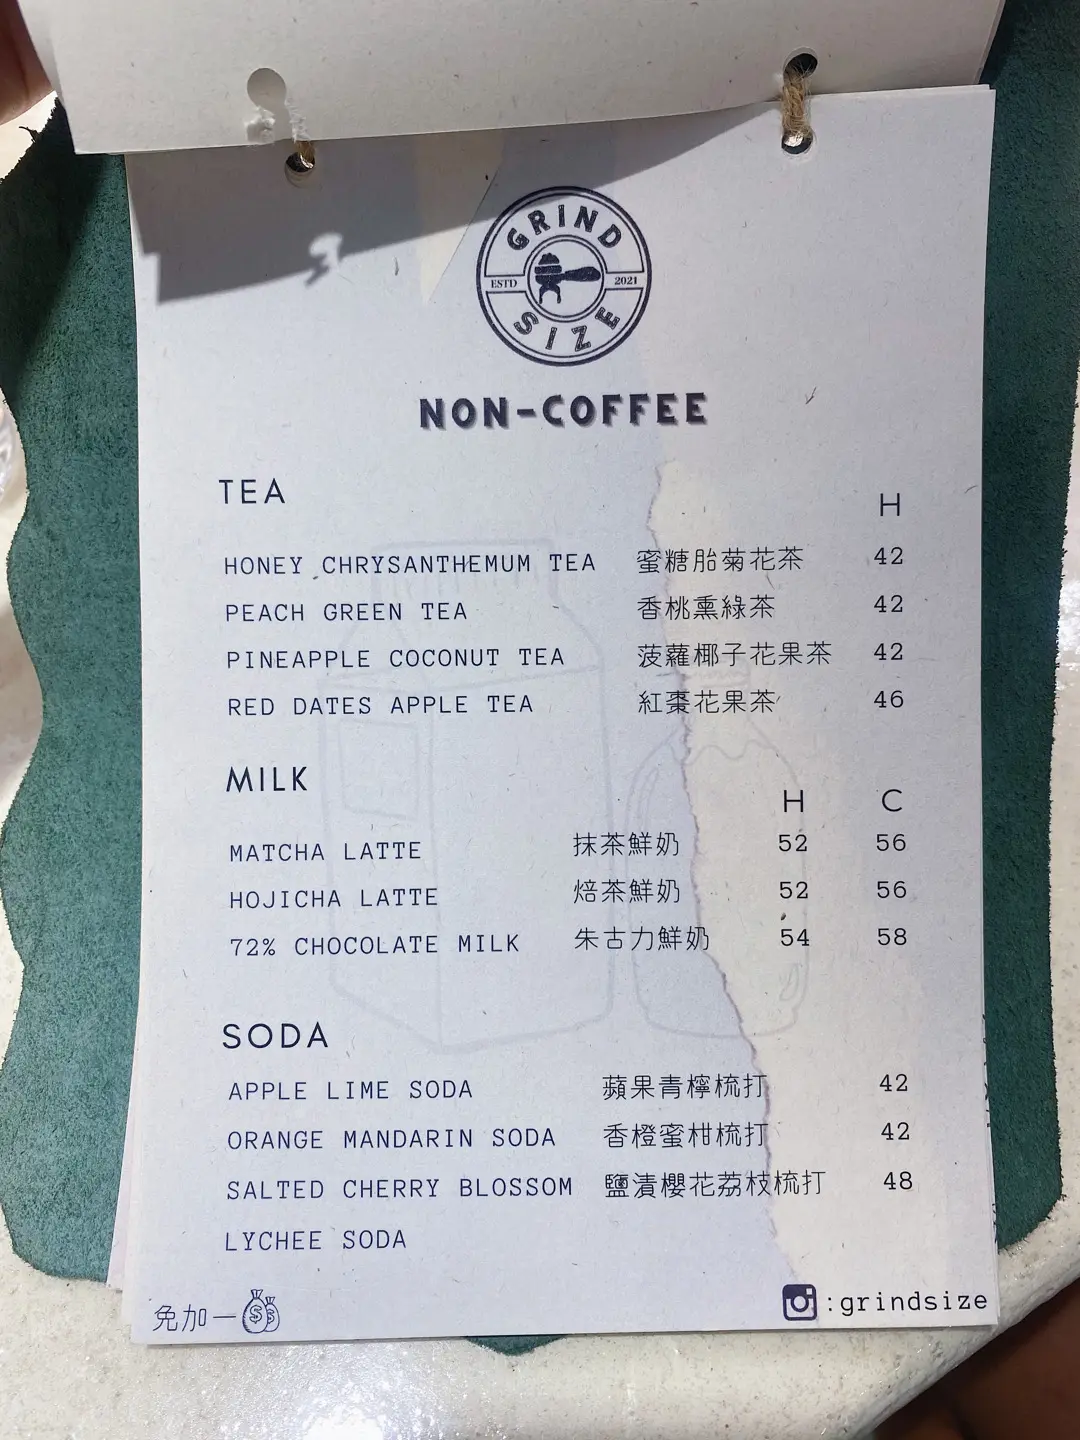 GRIND
ESTD 2021
SIZE
NON-COFFEE
TEA
H
HONEY CHRYSANTHEMUM TEA 蜜糖胎菊花茶 42
PEACH GREEN TEA 香桃熏綠茶 42
PINEAPPLE COCONUT TEA 菠蘿椰子花果茶 42
RED DATES APPLE TEA 紅棗花果茶 46
MILK
H C
MATCHA LATTE 抹茶鮮奶 52 56
HOJICHA LATTE 焙茶鮮奶 52 56
72% CHOCOLATE MILK 朱古力鮮奶 54 58
SODA
APPLE LIME SODA 蘋果青檸梳打 42
ORANGE MANDARIN SODA 香橙蜜柑梳打 42
SALTED CHERRY BLOSSOM 鹽漬櫻花荔枝梳打 48
LYCHEE SODA
免加一 $ $
:grindsize